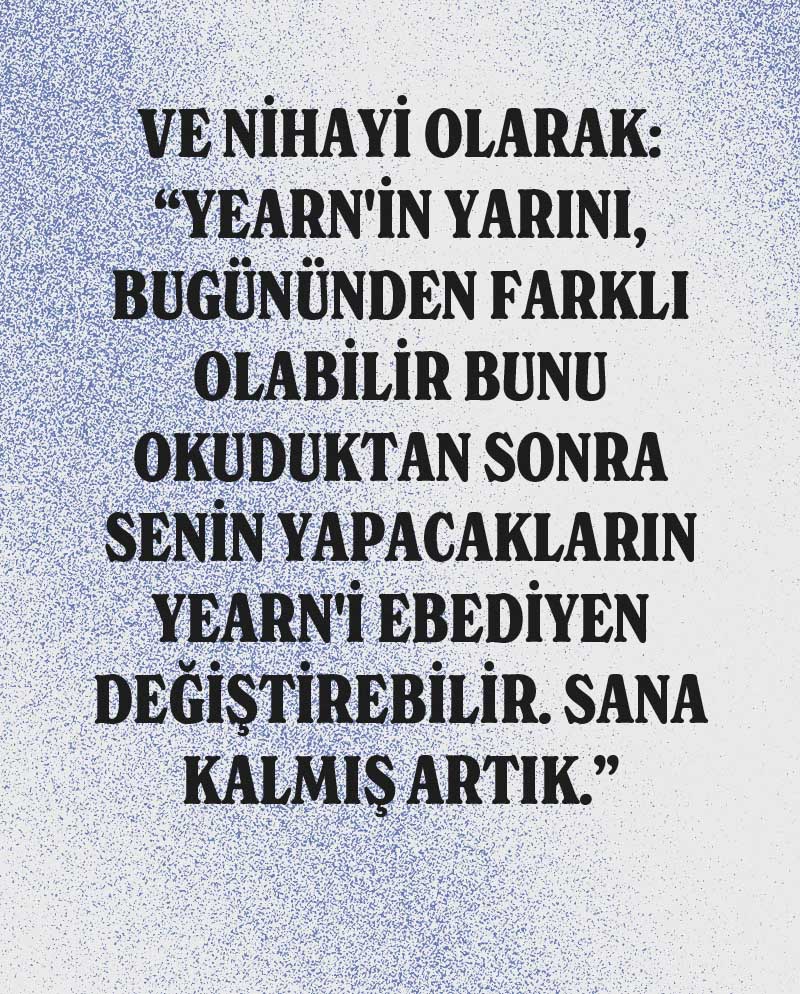 VE NİHAYİ OLARAK:
“YEARN'İN YARINI,
BUGÜNÜNDEN FARKLI
OLABİLİR BUNU
OKUDUKTAN SONRA
SENİN YAPACAKLARIN
YEARN'İ EBEDİYEN
DEĞİŞTİREBİLİR. SANA
KALMIŞ ARTIK.”